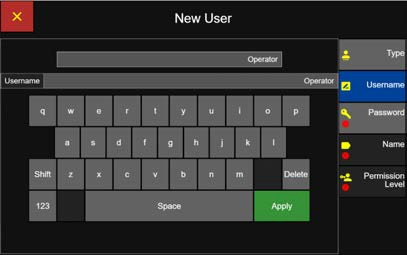 New User
Operator
Username Operator
q w e r t y u i o p
a s d f g h j k l
Shift z x c v b n m Delete
123 Space Apply
Type
Username
Password
Name
Permission
Level